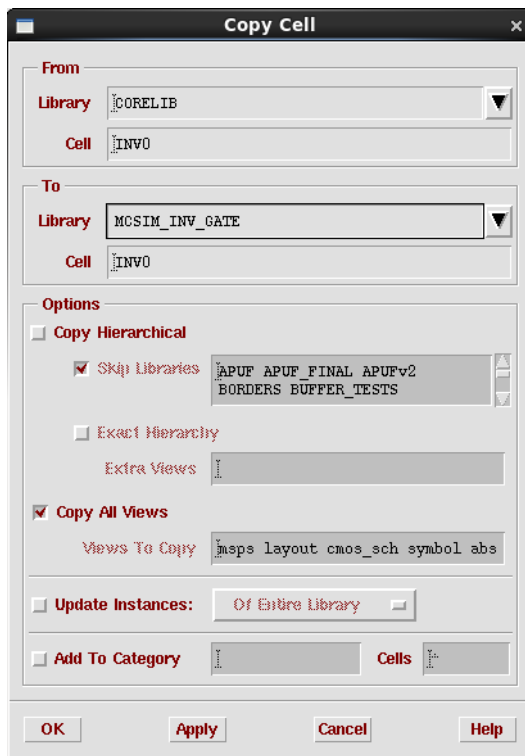 Copy Cell
From
Library CORELIB
Cell INV0
To
Library MCSIM_INV_GATE
Cell INV0
Options
Copy Hierarchical
Skip Libraries APUF APUF_FINAL APUFv2
BORDERS BUFFER_TESTS
Exact Hierarchy
Extra Views
Copy All Views
Views To Copy msps layout cmos_sch symbol abs
Update Instances: Of Entire Library
Add To Category Cells
OK Apply Cancel Help